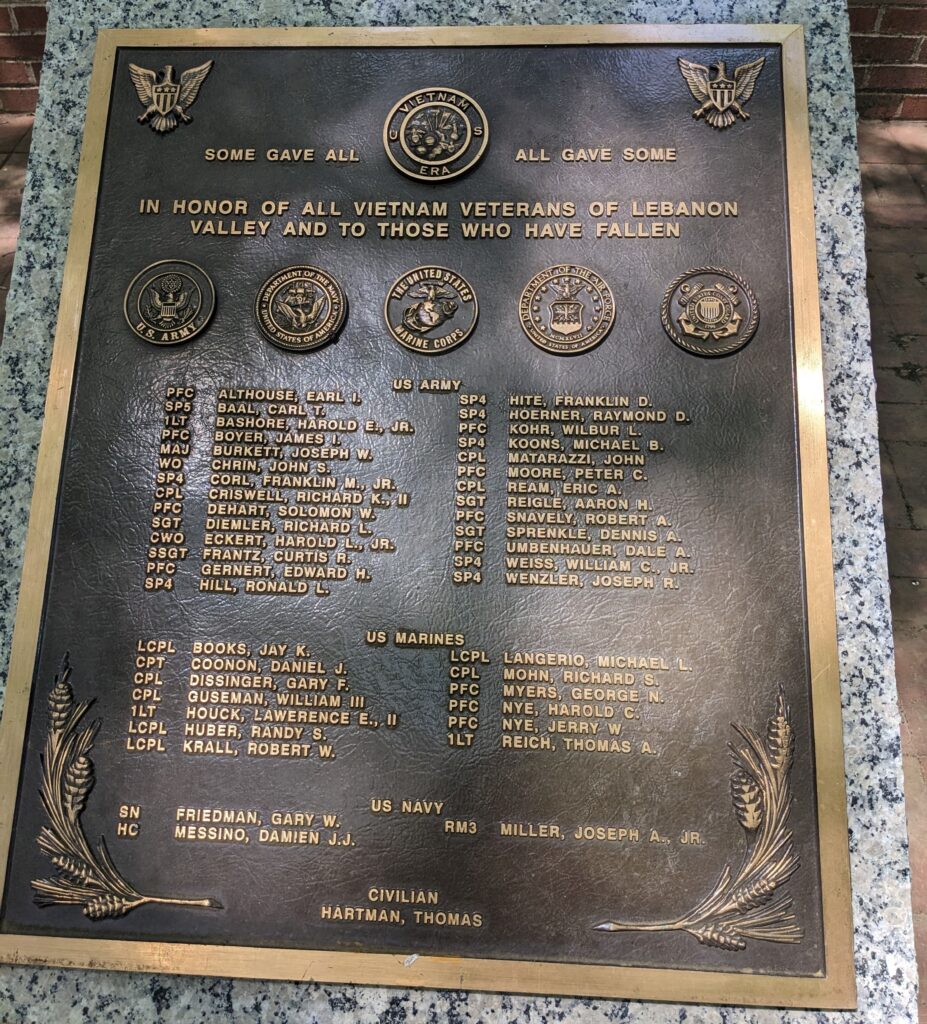 VIETNAM
U S
ERA
SOME GAVE ALL ALL GAVE SOME
IN HONOR OF ALL VIETNAM VETERANS OF LEBANON
VALLEY AND TO THOSE WHO HAVE FALLEN
U.S. ARMY
DEPARTMENT OF THE NAVY
UNITED STATES OF AMERICA
THE UNITED STATES
MARINE CORPS
DEPARTMENT OF THE AIR FORCE
UNITED STATES OF AMERICA
US ARMY
PFC ALTHOUSE, EARL I.
SP5 BAAL, CARL T.
1LT BASHORE, HAROLD E., JR.
PFC BOYER, JAMES I.
MAJ BURKETT, JOSEPH W.
WO CHRIN, JOHN S.
SP4 CORL, FRANKLIN M., JR.
CPL CRISWELL, RICHARD K., II
PFC DEHART, SOLOMON W.
SGT DIEMLER, RICHARD L.
CWO ECKERT, HAROLD L., JR.
SSGT FRANTZ, CURTIS R.
PFC GERNERT, EDWARD H.
SP4 HILL, RONALD L.
SP4 HITE, FRANKLIN D.
SP4 HOERNER, RAYMOND D.
PFC KOHR, WILBUR L.
SP4 KOONS, MICHAEL B.
CPL MATARAZZI, JOHN
PFC MOORE, PETER C.
CPL REAM, ERIC A.
SGT REIGLE, AARON H.
PFC SNAVELY, ROBERT A.
SGT SPRENKLE, DENNIS A.
PFC UMBENHAUER, DALE A.
SP4 WEISS, WILLIAM C., JR.
SP4 WENZLER, JOSEPH R.
US MARINES
LCPL BOOKS, JAY K.
CPT COONON, DANIEL J.
CPL DISSINGER, GARY F.
CPL GUSEMAN, WILLIAM III
1LT HOUCK, LAWERENCE E., II
LCPL HUBER, RANDY S.
LCPL KRALL, ROBERT W.
LCPL LANGERIO, MICHAEL L.
CPL MOHN, RICHARD S.
PFC MYERS, GEORGE N.
PFC NYE, HAROLD C.
PFC NYE, JERRY W
1LT REICH, THOMAS A.
US NAVY
SN FRIEDMAN, GARY W.
HC MESSINO, DAMIEN J.J.
RM3 MILLER, JOSEPH A., JR.
CIVILIAN
HARTMAN, THOMAS